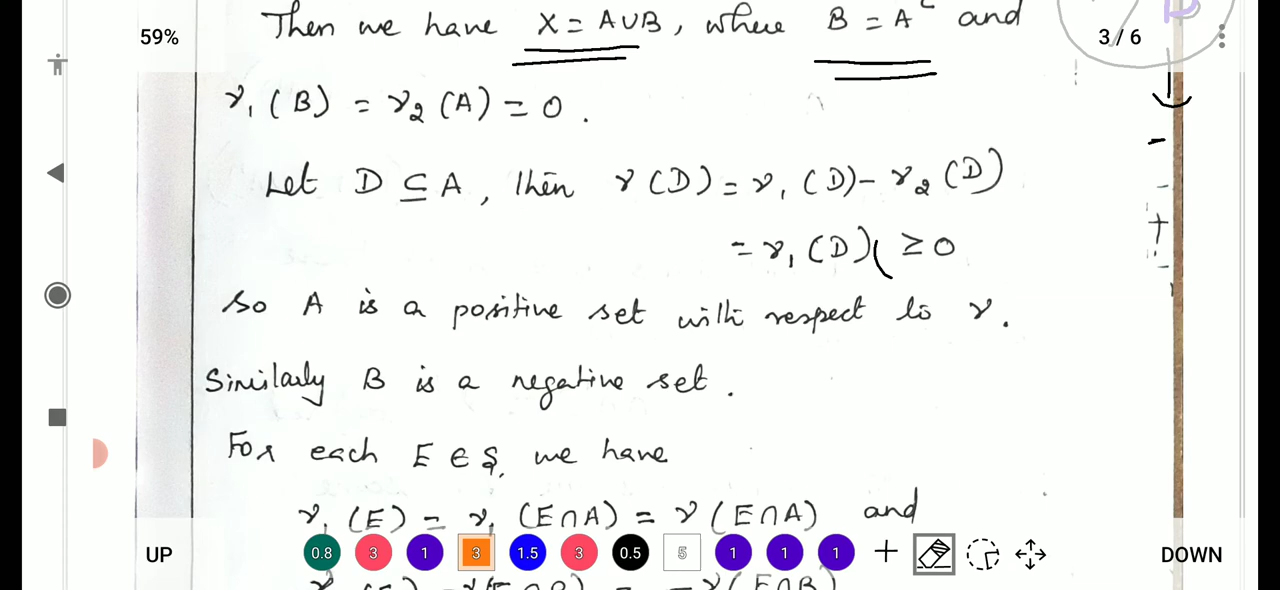 59%
Then we have X = A∪B, where B = Aᶜ and
3 / 6
ν₁(B) = ν₂(A) = 0.
Let D ⊆ A, then ν(D) = ν₁(D) - ν₂(D)
= ν₁(D) ( ≥ 0
So A is a positive set with respect to ν.
Similarly B is a negative set.
For each E ∈ S, we have
ν₁(E) = ν₁(E∩A) = ν(E∩A) and
UP 0.8 3 1 3 1.5 3 0.5 5 1 1 1 + DOWN
= -ν(E∩B)